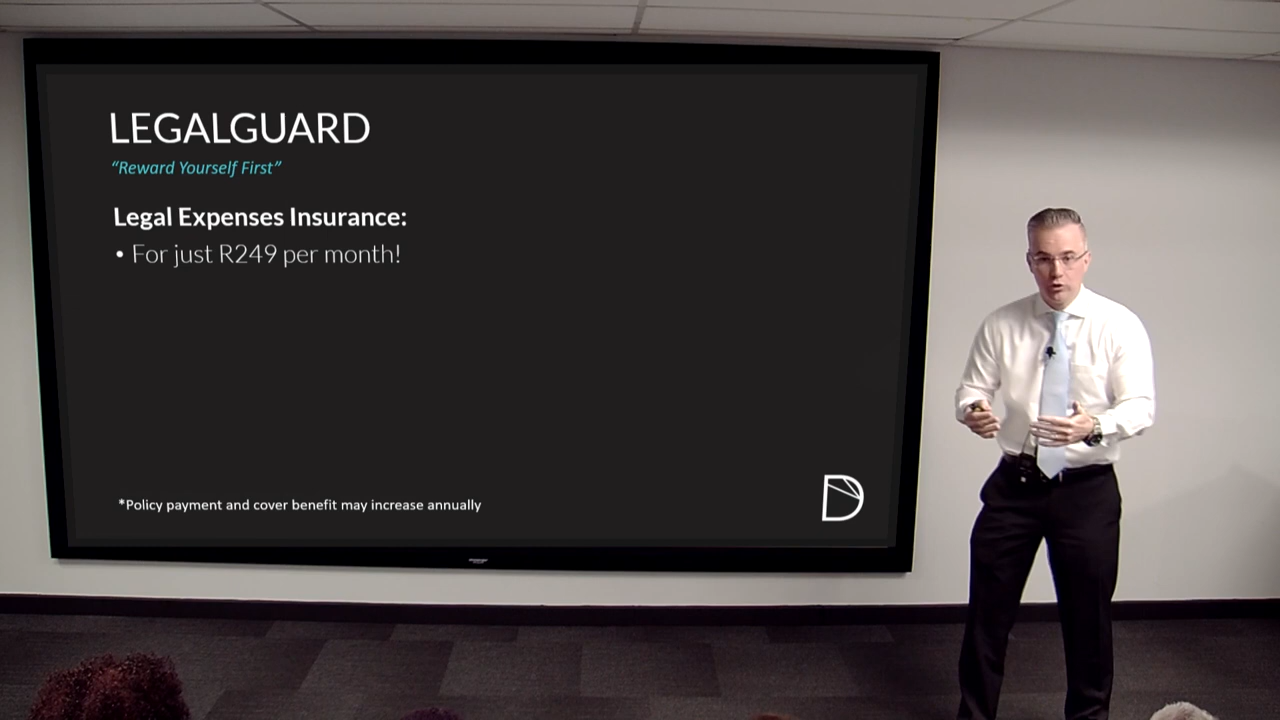 LEGALGUARD
“Reward Yourself First”
Legal Expenses Insurance:
• For just R249 per month!
*Policy payment and cover benefit may increase annually